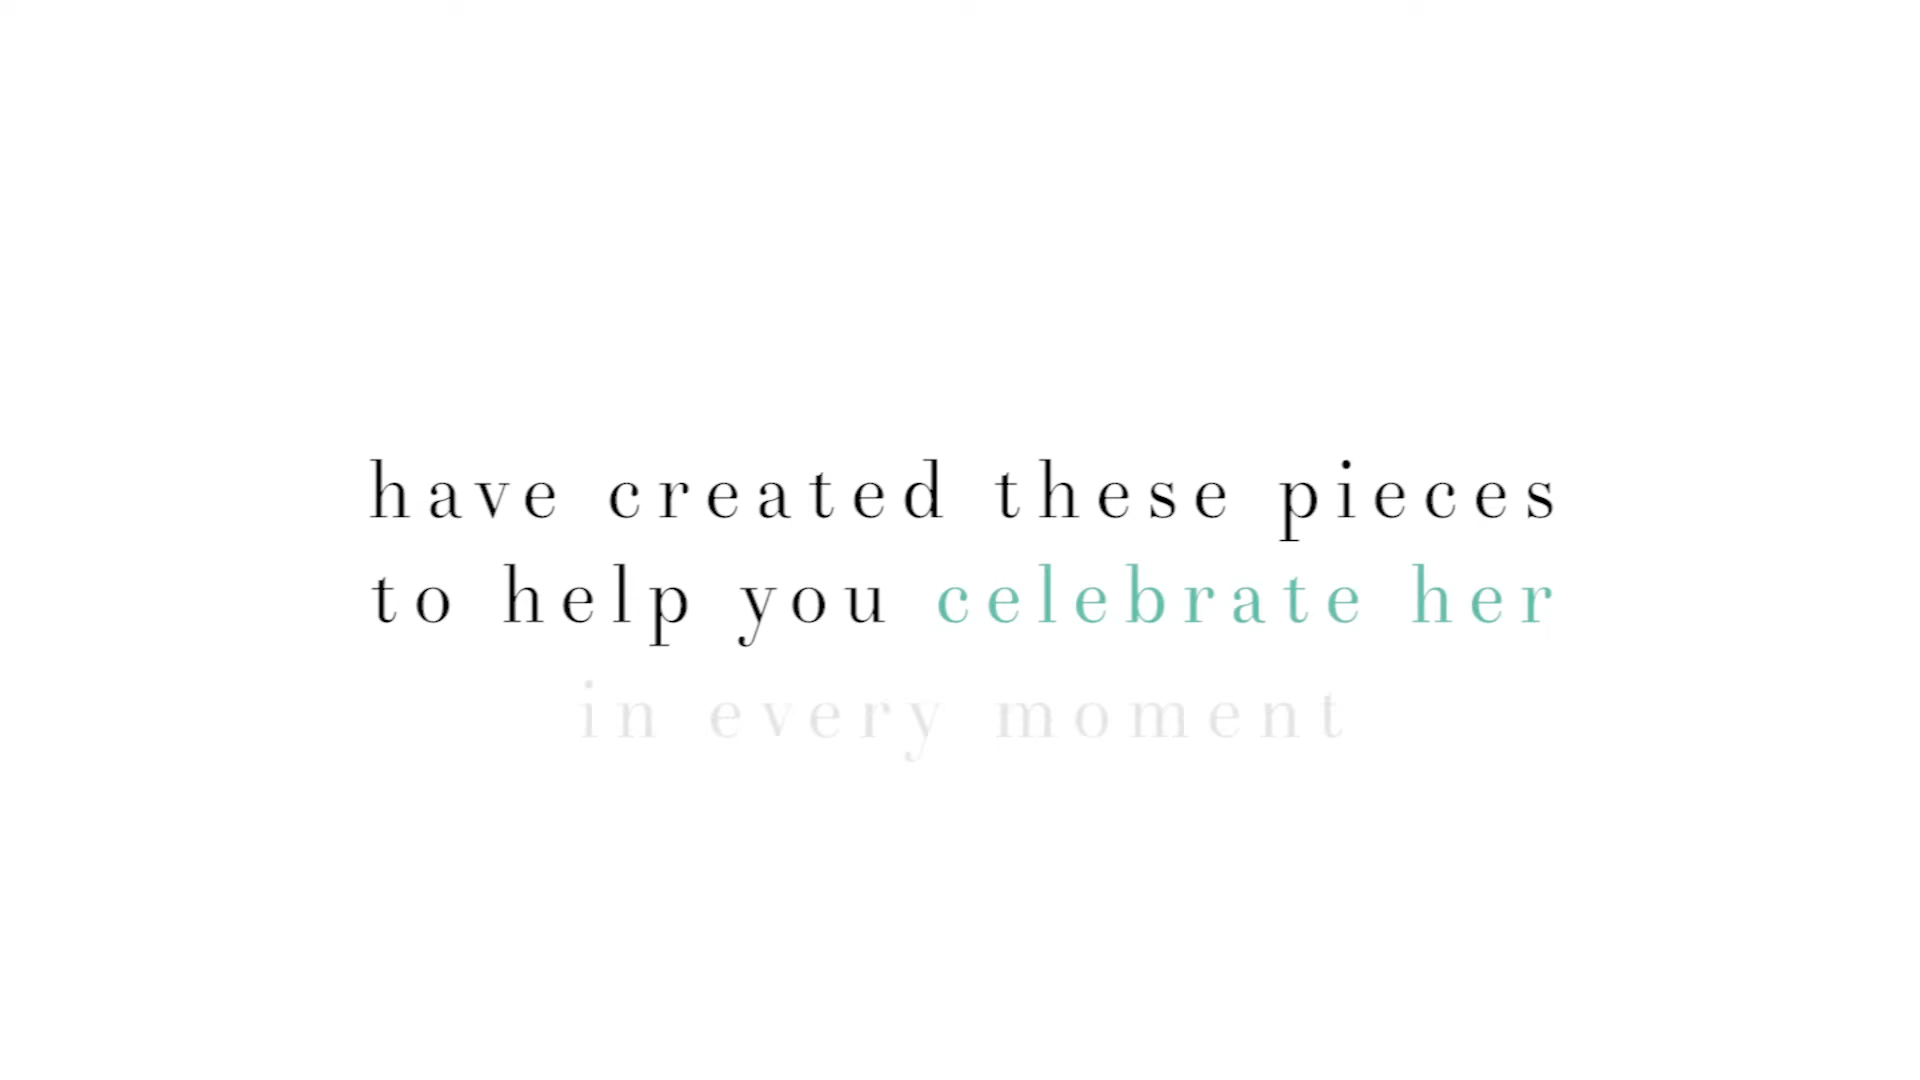 have created these pieces
to help you celebrate her
in every moment